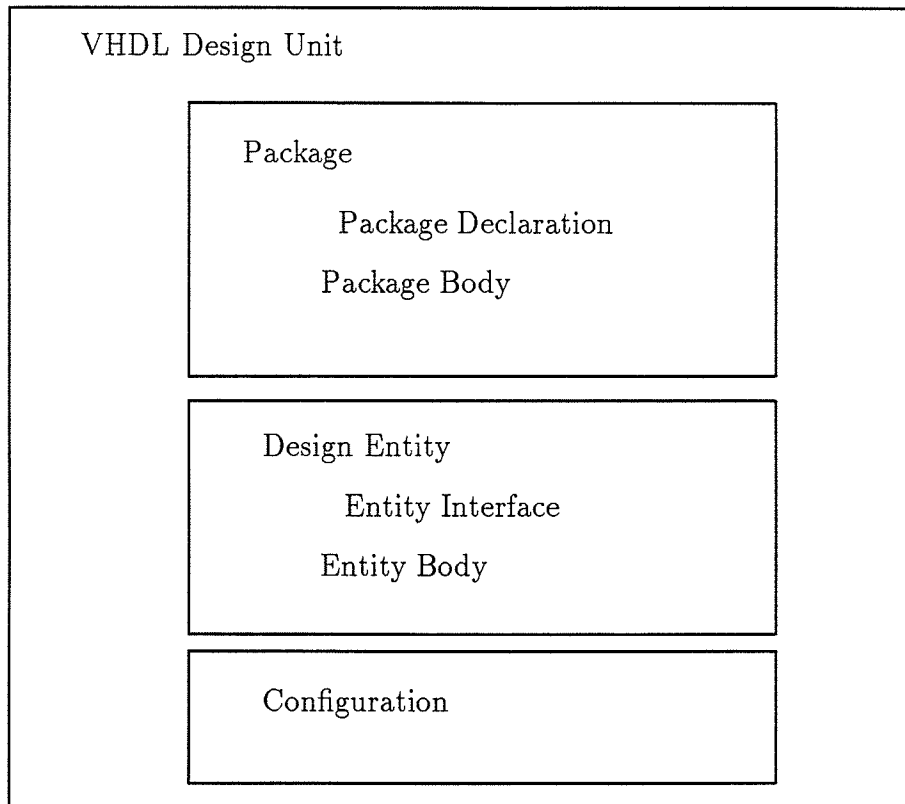 VHDL Design Unit
Package
Package Declaration
Package Body
Design Entity
Entity Interface
Entity Body
Configuration